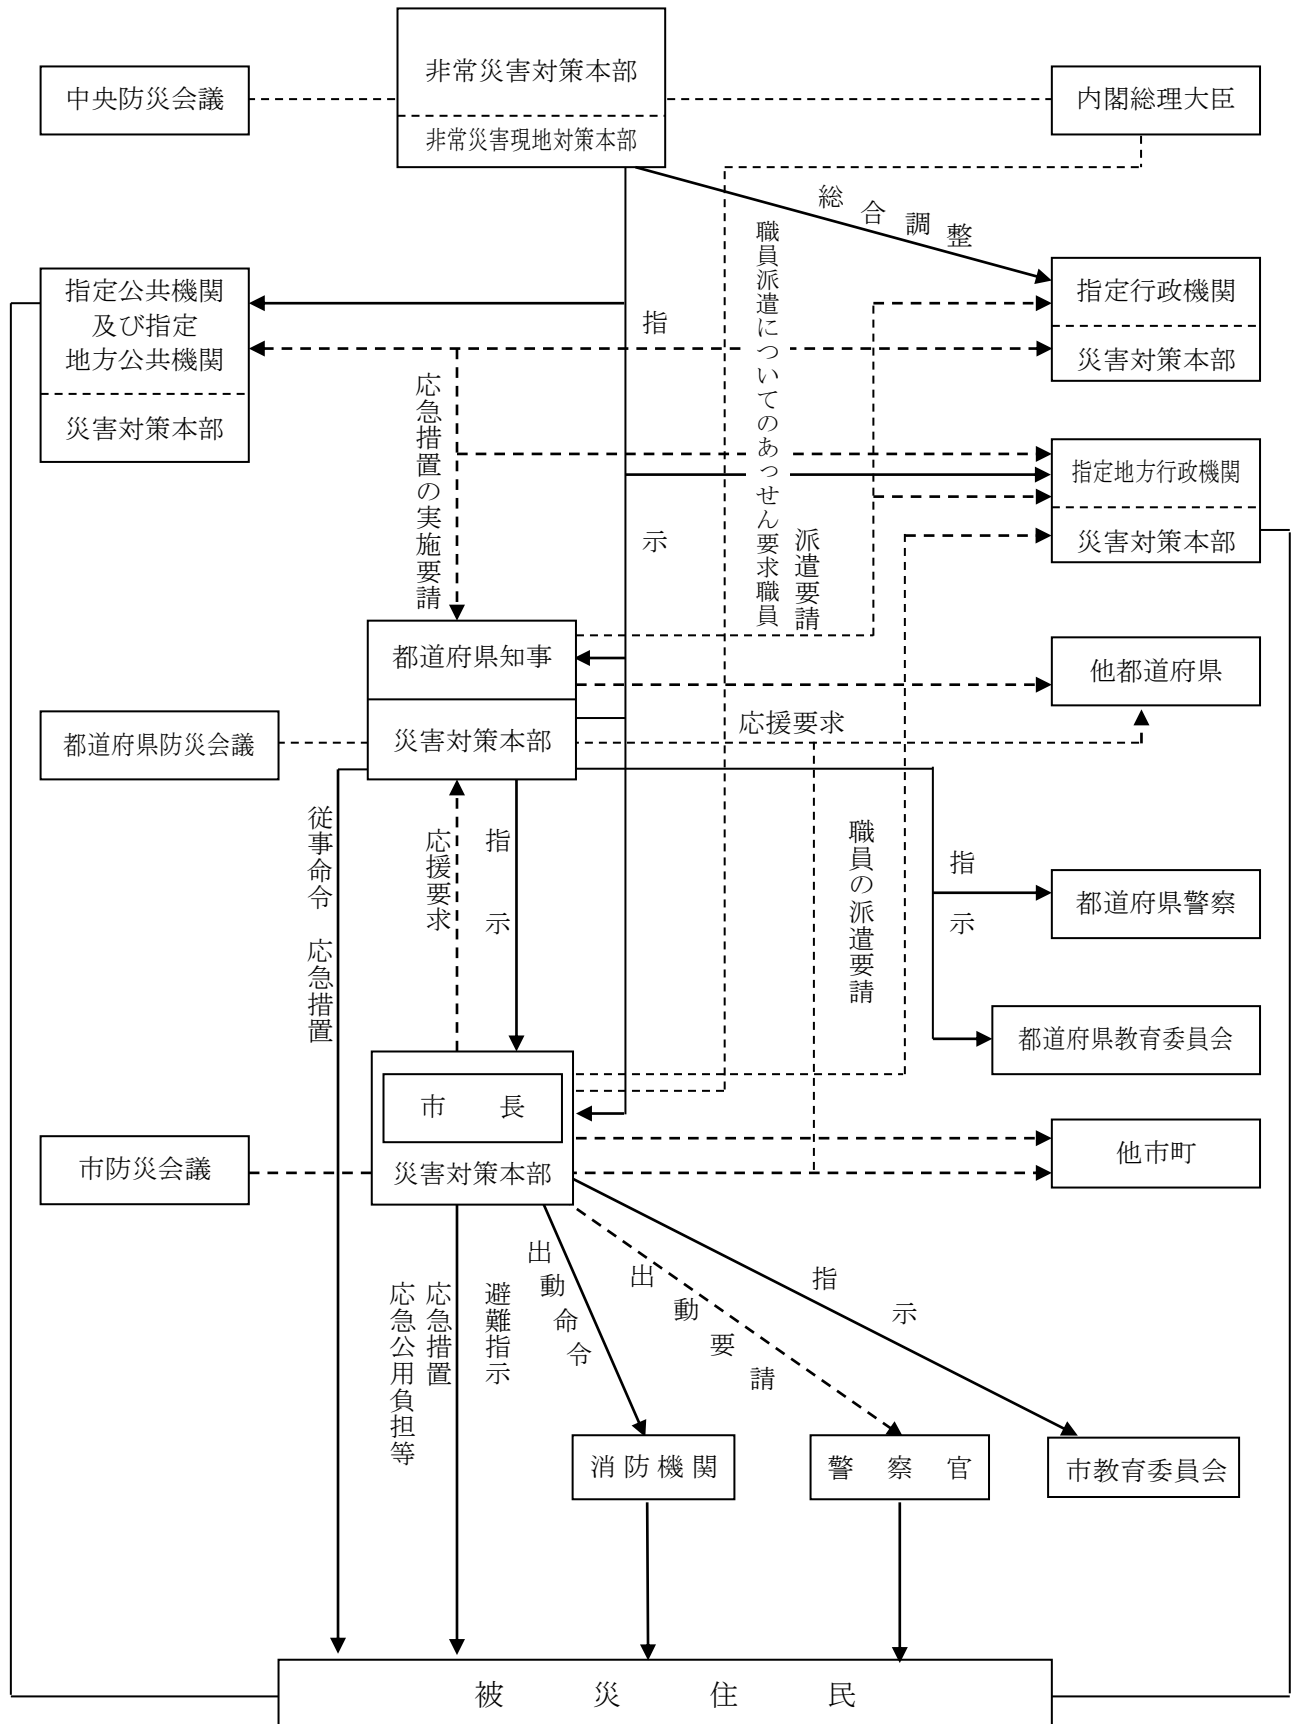 非常災害対策本部
中央防災会議
内閣総理大臣
非常災害現地対策本部
総合調整
指定公共機関
及び指定
地方公共機関
災害対策本部
指定行政機関
災害対策本部
指示
職員派遣についてのあっせん要求職員
派遣要請
応急措置の実施要請
指定地方行政機関
災害対策本部
都道府県知事
災害対策本部
他都道府県
都道府県防災会議
応援要求
従事命令　応急措置
応援要求
指示
職員の派遣要請
指示
都道府県警察
都道府県教育委員会
市　長
災害対策本部
市防災会議
他市町
応急公用負担等
応急措置
避難指示
出動命令
出動要請
指示
消防機関
警察官
市教育委員会
被災住民